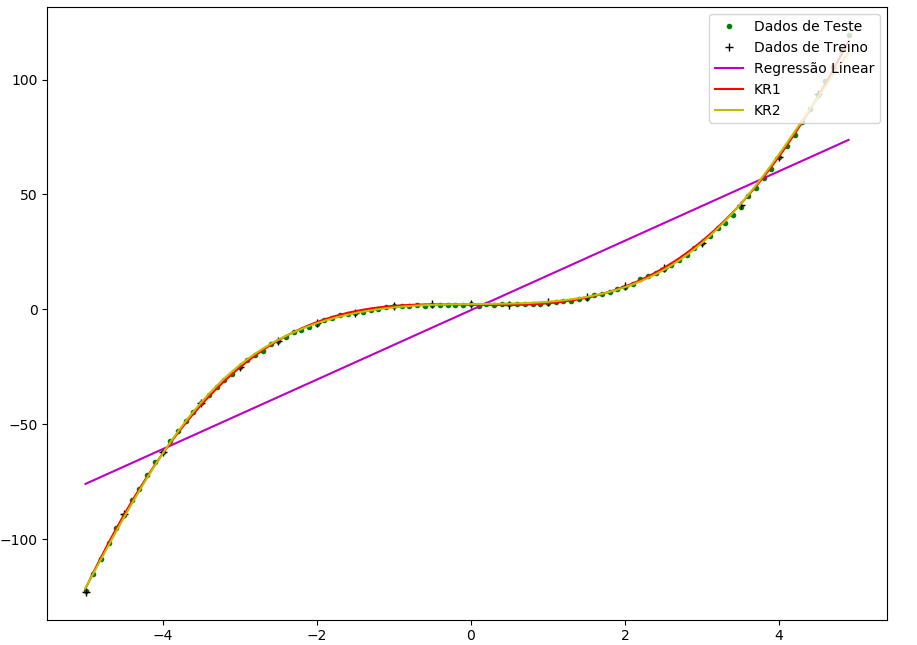 Dados de Teste
Dados de Treino
Regressão Linear
KR1
KR2
100
50
0
−50
−100
−4
−2
0
2
4